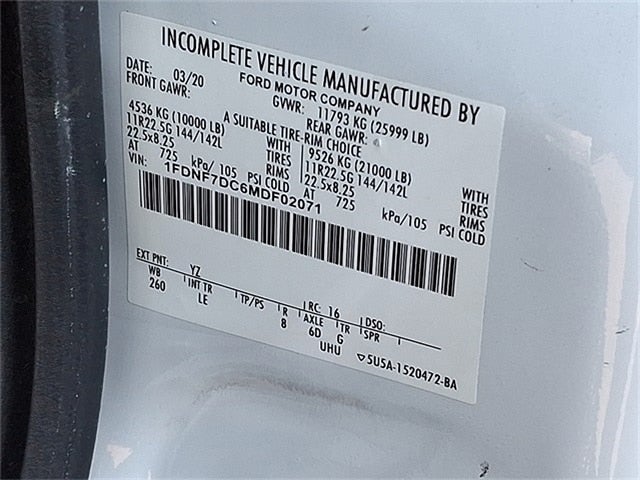 INCOMPLETE VEHICLE MANUFACTURED BY
FORD MOTOR COMPANY
DATE: 03/20 GVWR: 11793 KG (25999 LB)
FRONT GAWR: REAR GAWR:
A SUITABLE TIRE-RIM CHOICE
4536 KG (10000 LB) WITH 9526 KG (21000 LB) WITH
11R22.5G 144/142L TIRES 11R22.5G 144/142L TIRES
22.5x8.25 RIMS 22.5x8.25 RIMS
AT 725 kPa/105 PSI COLD AT 725 kPa/105 PSI COLD
VIN: 1FDNF7DC6MDF02071
EXT PNT: YZ RC: 16 DSO:
WB INT TR TP/PS R AXLE TR SPR
260 LE 8 6D G
UHU
5U5A-1520472-BA